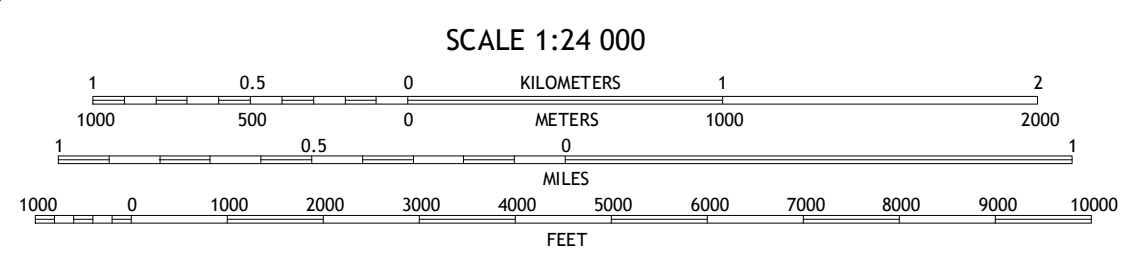 SCALE 1:24 000
1 0.5 0 KILOMETERS 1 2
1000 500 0 METERS 1000 2000
1 0.5 0 1
MILES
1000 0 1000 2000 3000 4000 5000 6000 7000 8000 9000 10000
FEET